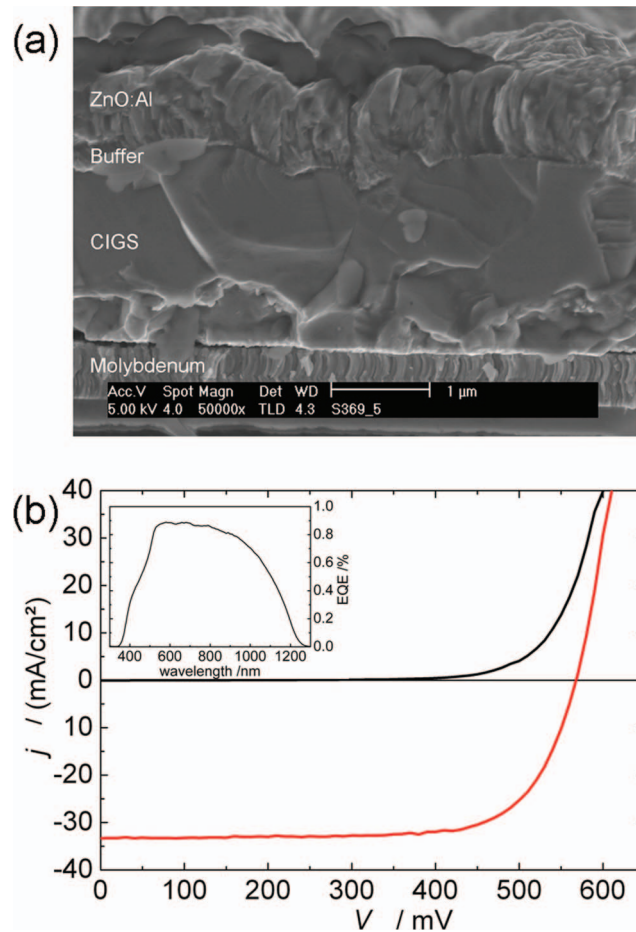 (a)
ZnO:Al
Buffer
CIGS
Molybdenum
Acc.V Spot Magn Det WD 1 µm
5.00 kV 4.0 50000x TLD 4.3 S369_5
(b)
40
30
20
10
0
-10
-20
-30
-40
j / (mA/cm²)
0 100 200 300 400 500 600
V / mV
1.0
0.8
0.6
0.4
0.2
0.0
EQE /%
400 600 800 1000 1200
wavelength /nm